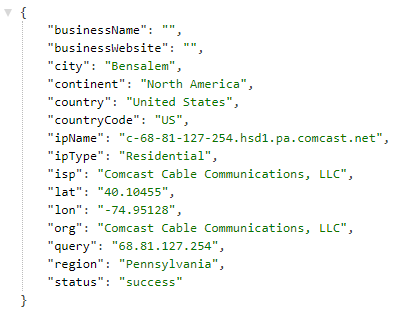 {
"businessName": "",
"businessWebsite": "",
"city": "Bensalem",
"continent": "North America",
"country": "United States",
"countryCode": "US",
"ipName": "c-68-81-127-254.hsd1.pa.comcast.net",
"ipType": "Residential",
"isp": "Comcast Cable Communications, LLC",
"lat": "40.10455",
"lon": "-74.95128",
"org": "Comcast Cable Communications, LLC",
"query": "68.81.127.254",
"region": "Pennsylvania",
"status": "success"
}